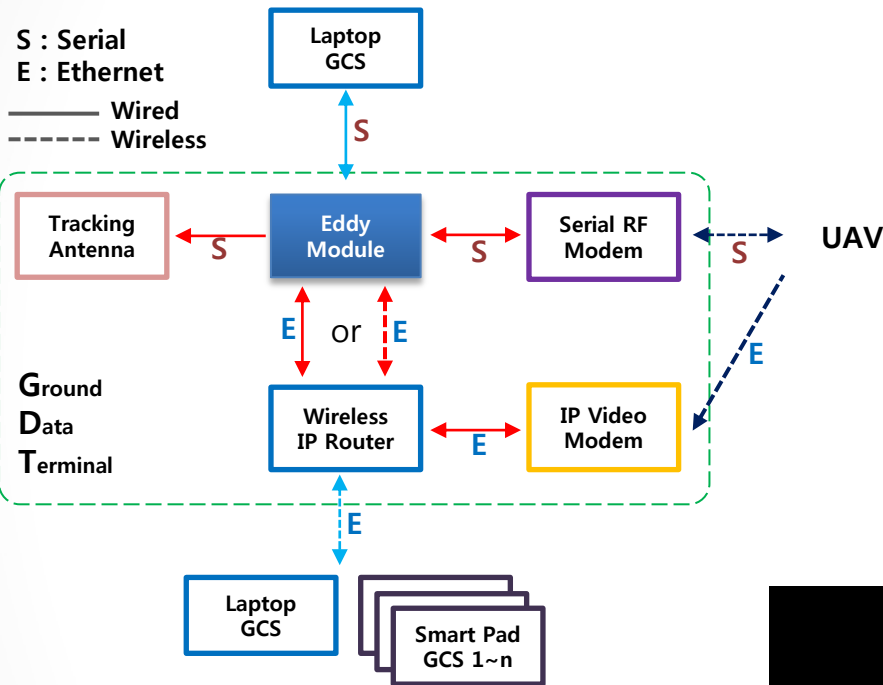 S : Serial
E : Ethernet
Wired
Wireless
Laptop
GCS
S
Tracking
Antenna
S
Eddy
Module
S
Serial RF
Modem
S
UAV
E
or
E
E
Ground
Data
Terminal
Wireless
IP Router
E
IP Video
Modem
E
Laptop
GCS
Smart Pad
GCS 1~n